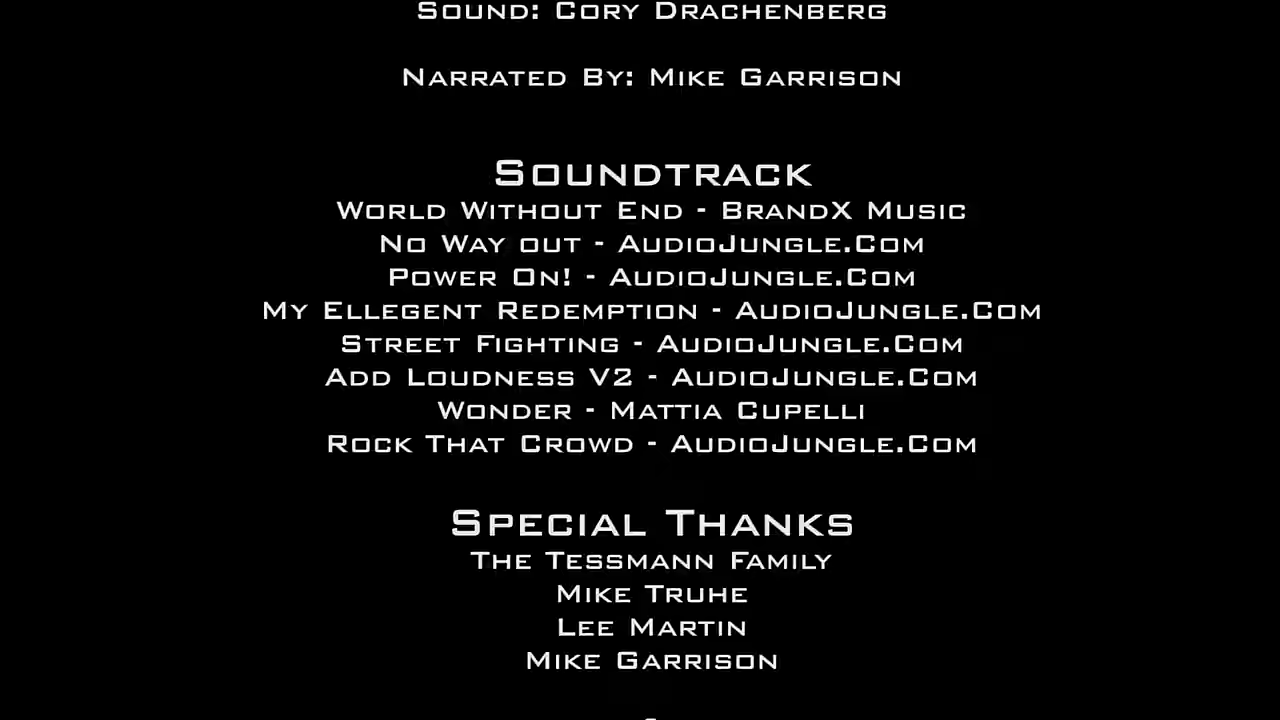 Sound: Cory Drachenberg
Narrated By: Mike Garrison
Soundtrack
World Without End - BrandX Music
No Way out - AudioJungle.Com
Power On! - AudioJungle.Com
My Ellegent Redemption - AudioJungle.Com
Street Fighting - AudioJungle.Com
Add Loudness V2 - AudioJungle.Com
Wonder - Mattia Cupelli
Rock That Crowd - AudioJungle.Com
Special Thanks
The Tessmann Family
Mike Truhe
Lee Martin
Mike Garrison